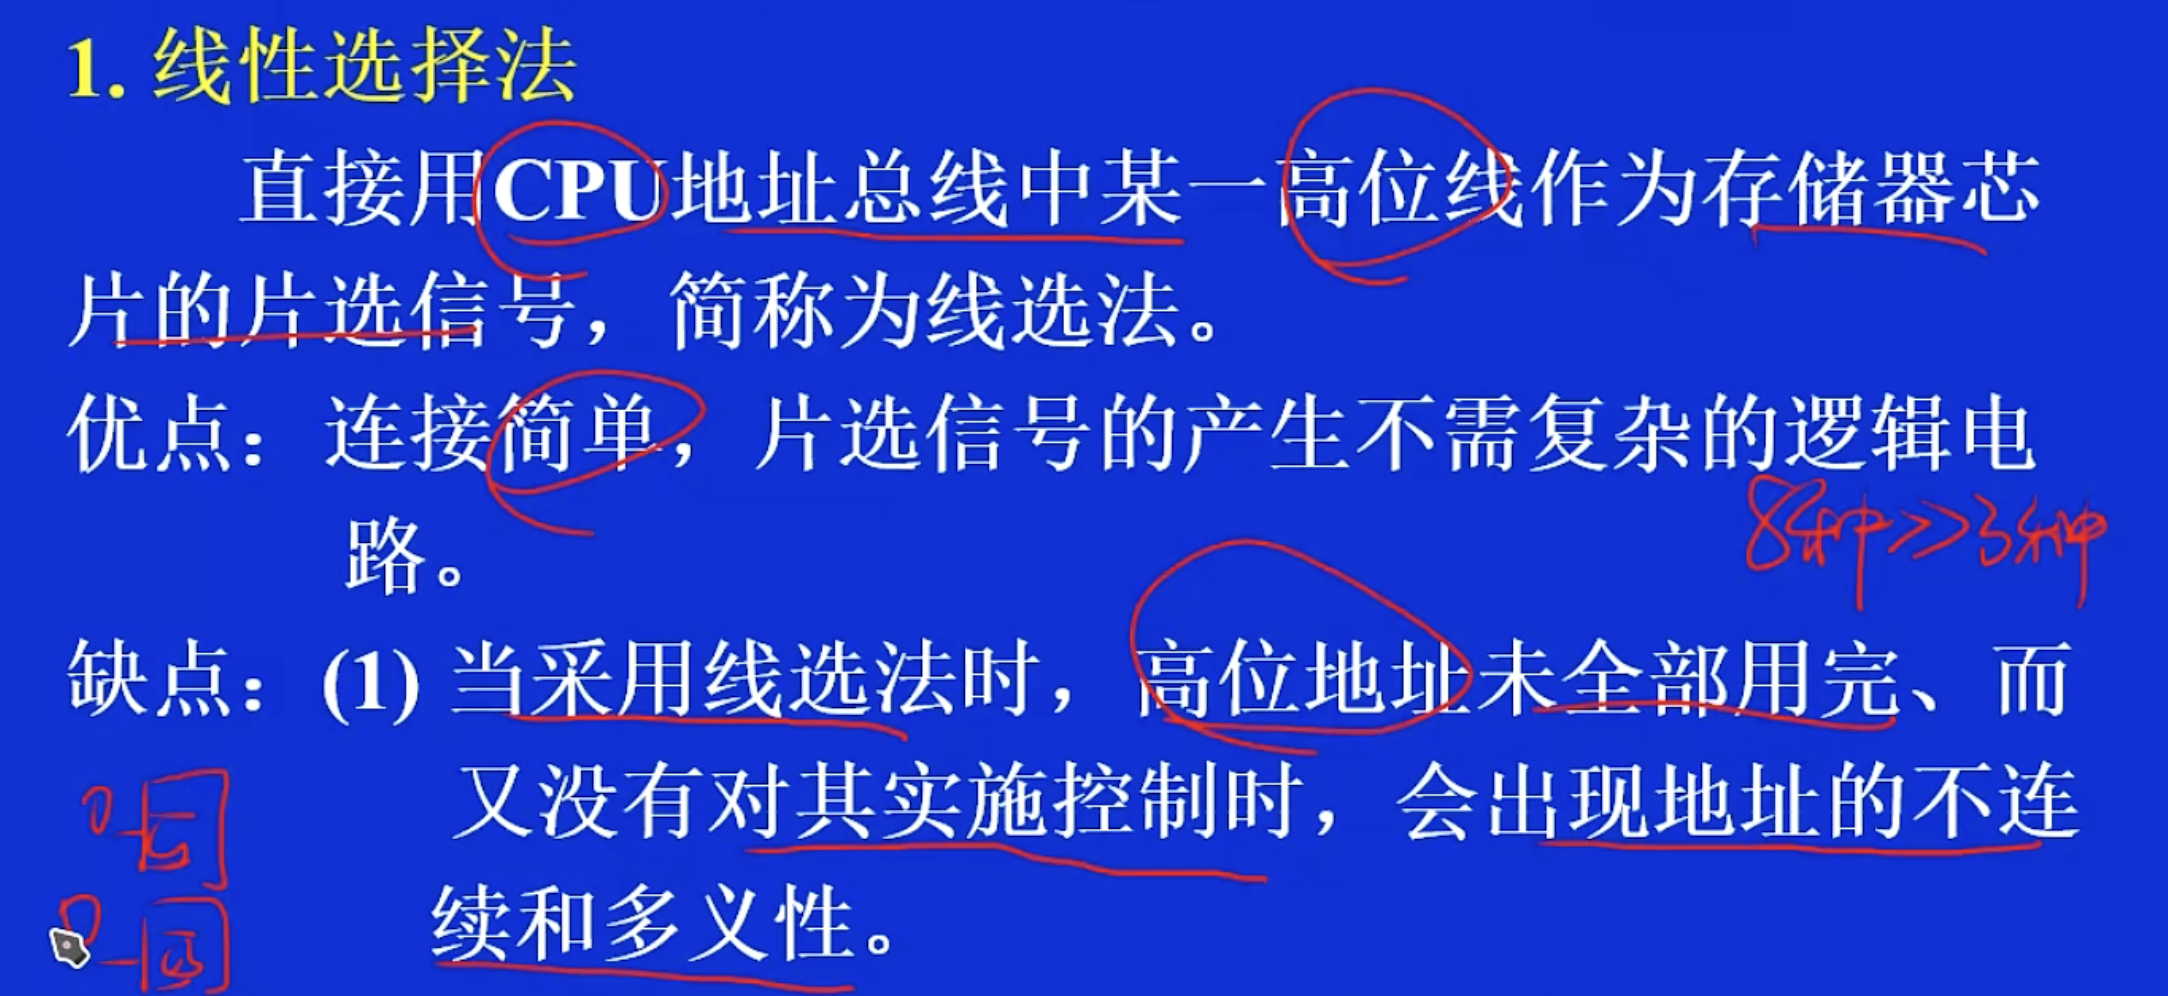 1. 线性选择法
直接用CPU地址总线中某一高位线作为存储器芯
片的片选信号，简称为线选法。
优点：连接简单，片选信号的产生不需复杂的逻辑电
路。
8种>>3种
缺点：(1) 当采用线选法时，高位地址未全部用完、而
又没有对其实施控制时，会出现地址的不连
续和多义性。